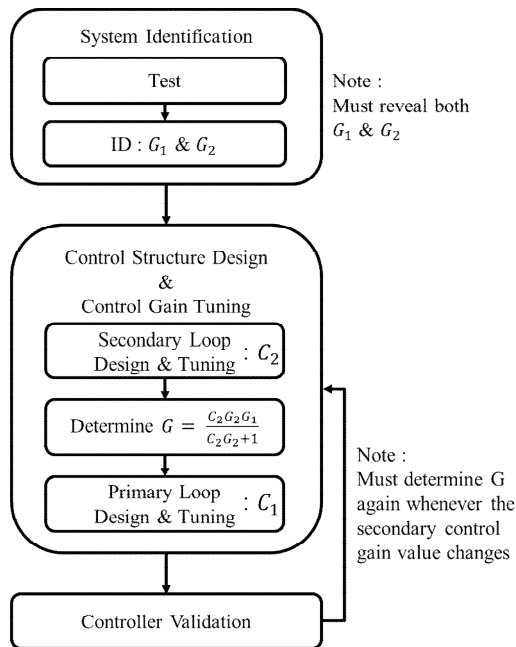 System Identification
Test
ID : G₁ & G₂
Note :
Must reveal both
G₁ & G₂
Control Structure Design
&
Control Gain Tuning
Secondary Loop
Design & Tuning : C₂
Determine G = C₂G₂G₁ / C₂G₂+1
Primary Loop
Design & Tuning : C₁
Note :
Must determine G
again whenever the
secondary control
gain value changes
Controller Validation